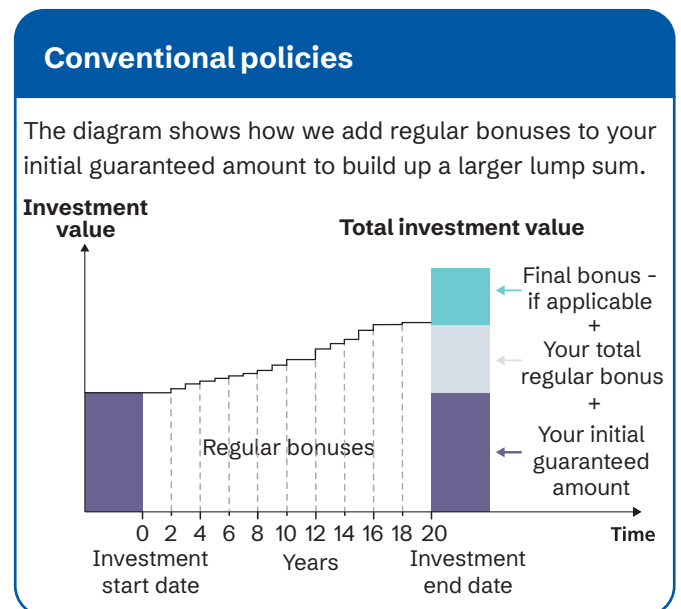 Conventional policies
The diagram shows how we add regular bonuses to your
initial guaranteed amount to build up a larger lump sum.
Investment
value
Total investment value
Final bonus -
if applicable
+
Your total
regular bonus
+
Your initial
guaranteed
amount
Regular bonuses
0 2 4 6 8 10 12 14 16 18 20
Time
Investment
start date
Years
Investment
end date